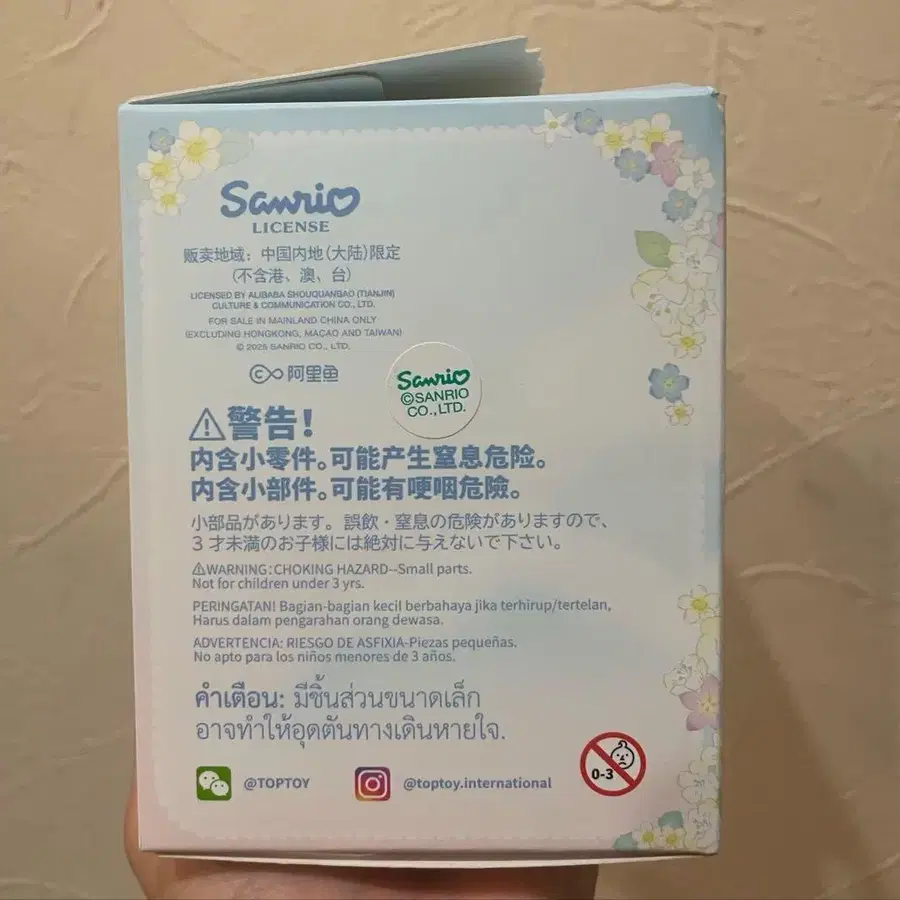 Sanrio
LICENSE
贩卖地域：中国内地（大陆）限定
（不含港、澳、台）
LICENSED BY ALIBABA SHOUQUANBAO (TIANJIN)
CULTURE & COMMUNICATION CO., LTD.
FOR SALE IN MAINLAND CHINA ONLY
(EXCLUDING HONGKONG, MACAO AND TAIWAN)
© 2025 SANRIO CO., LTD.
阿里鱼
Sanrio
©SANRIO
CO.,LTD.
⚠警告！
内含小零件。可能产生窒息危险。
内含小部件。可能有哽咽危險。
小部品があります。誤飲・窒息の危険がありますので、
3 才未満のお子様には絶対に与えないで下さい。
⚠WARNING:CHOKING HAZARD--Small parts.
Not for children under 3 yrs.
PERINGATAN! Bagian-bagian kecil berbahaya jika terhirup/tertelan,
Harus dalam pengarahan orang dewasa.
ADVERTENCIA: RIESGO DE ASFIXIA-Piezas pequeñas.
No apto para los niños menores de 3 años.
คำเตือน: มีชิ้นส่วนขนาดเล็ก
อาจทำให้อุดตันทางเดินหายใจ.
@TOPTOY
@toptoy.international
0-3